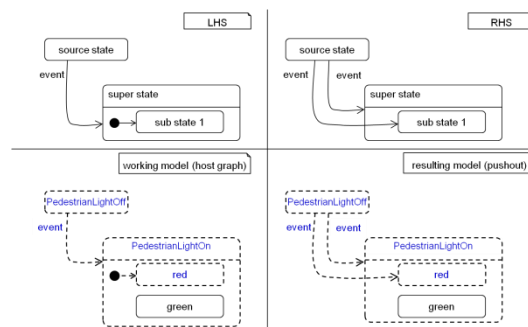 LHS
source state
event
super state
sub state 1
RHS
source state
event
event
super state
sub state 1
working model (host graph)
PedestrianLightOff
event
PedestrianLightOn
red
green
resulting model (pushout)
PedestrianLightOff
event
event
PedestrianLightOn
red
green